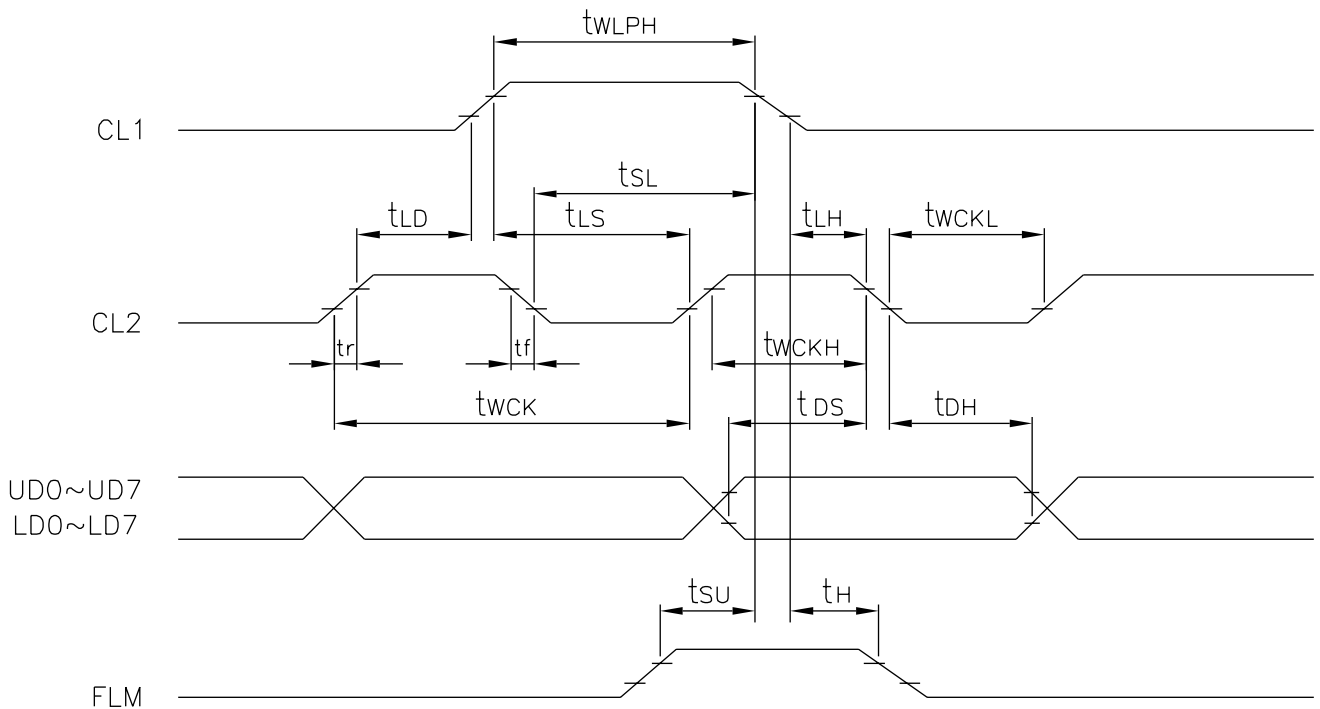 tWLPH
CL1
tSL
tLD
tLS
tLH
tWCKL
CL2
tr
tf
tWCKH
tWCK
tDS
tDH
UD0~UD7
LD0~LD7
tSU
tH
FLM